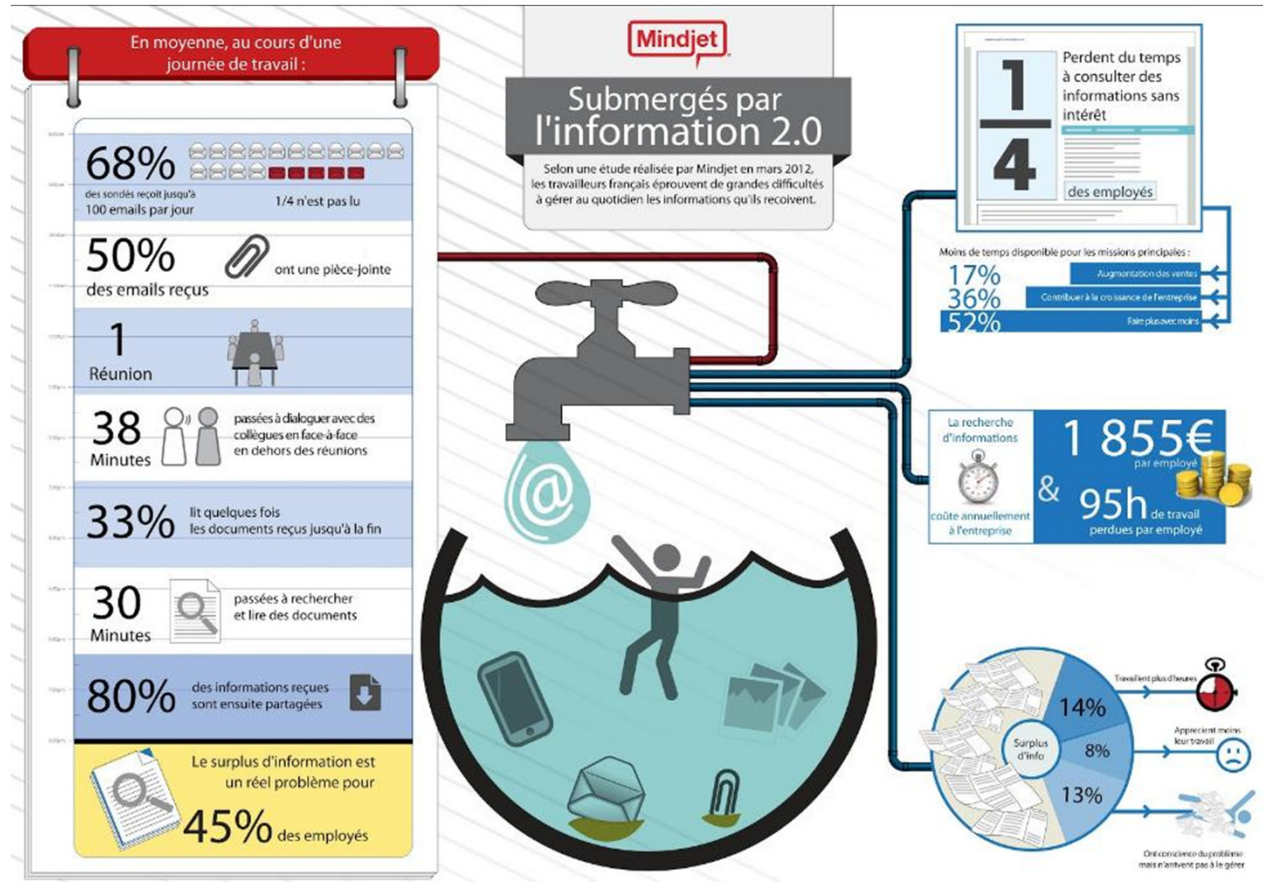 En moyenne, au cours d'une
journée de travail :
68%
des sondés reçoit jusqu'à
100 emails par jour
1/4 n'est pas lu
50%
des emails reçus
ont une pièce-jointe
1
Réunion
38
Minutes
passées à dialoguer avec des
collègues en face-à-face
en dehors des réunions
33%
lit quelques fois
les documents reçus jusqu'à la fin
30
Minutes
passées à rechercher
et lire des documents
80%
des informations reçues
sont ensuite partagées
Le surplus d'information est
un réel problème pour
45% des employés
Mindjet
Submergés par
l'information 2.0
Selon une étude réalisée par Mindjet en mars 2012,
les travailleurs français éprouvent de grandes difficultés
à gérer au quotidien les informations qu'ils recoivent.
@
1
4
Perdent du temps
à consulter des
informations sans
intérêt
des employés
Moins de temps disponible pour les missions principales :
17% Augmentation des ventes
36% Contribuer à la croissance de l'entreprise
52% Faire plus avec moins
La recherche
d'informations
coûte annuellement
à l'entreprise
1 855€
par employé
&
95h de travail
perdues par employé
Surplus
d'info
14%
Travaillent plus d'heures
8%
Apprecient moins
leur travail
13%
Ont conscience du problème
mais n'arrivent pas à le gérer